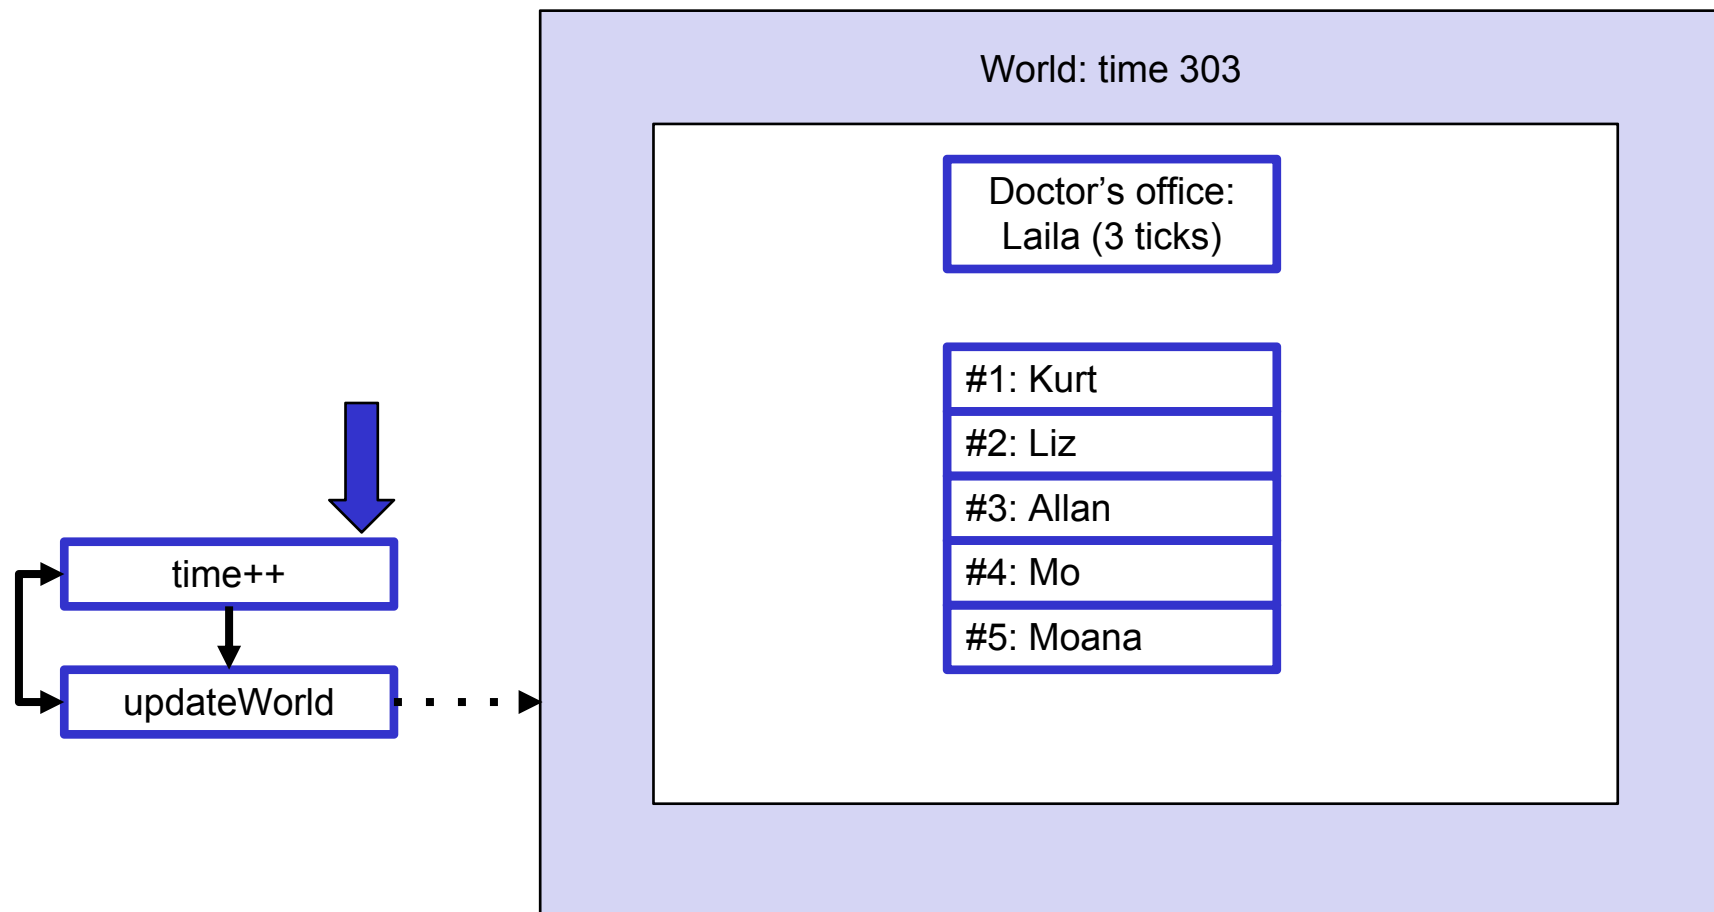 World: time 303
Doctor’s office:
Laila (3 ticks)
#1: Kurt
#2: Liz
#3: Allan
#4: Mo
#5: Moana
time++
updateWorld